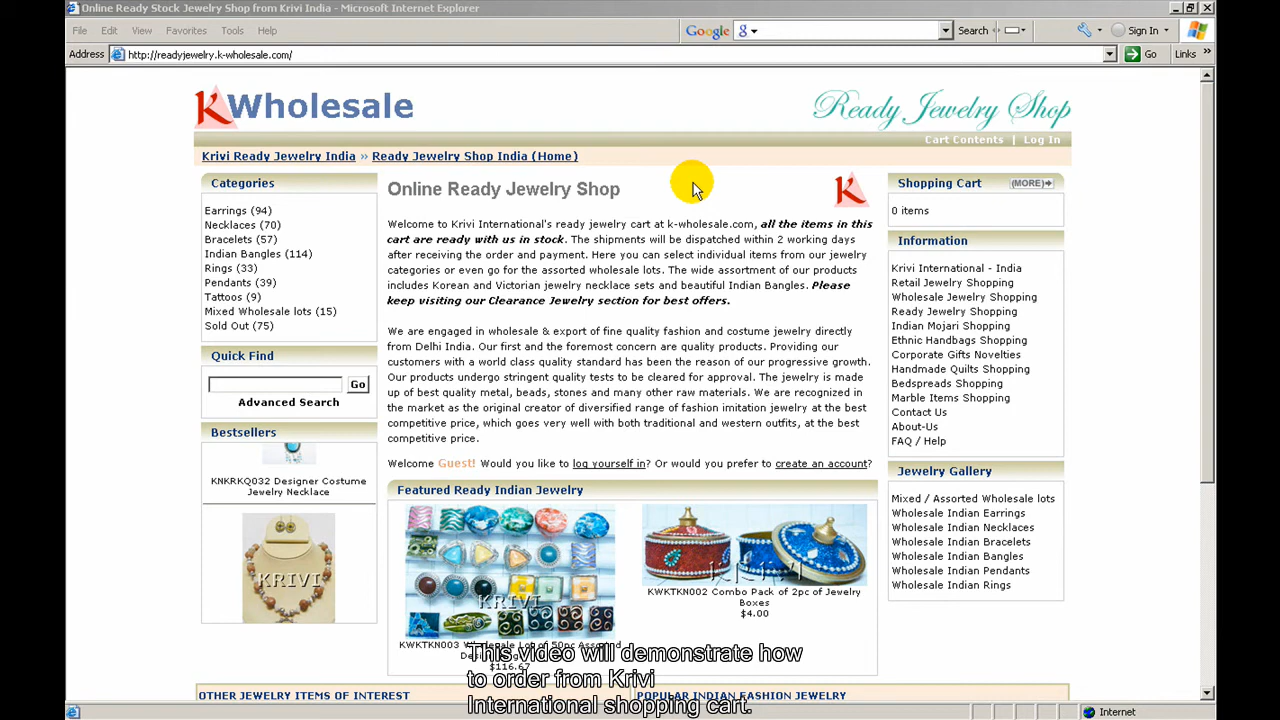 Online Ready Stock Jewelry Shop from Krivi India - Microsoft Internet Explorer
File Edit View Favorites Tools Help
Google g Search Sign In
Address http://readyjewelry.k-wholesale.com/ Go Links »
K Wholesale
Ready Jewelry Shop
Cart Contents | Log In
Krivi Ready Jewelry India » Ready Jewelry Shop India (Home)
Categories
Earrings (94)
Necklaces (70)
Bracelets (57)
Indian Bangles (114)
Rings (33)
Pendants (39)
Tattoos (9)
Mixed Wholesale lots (15)
Sold Out (75)
Quick Find
Go
Advanced Search
Bestsellers
KNKRKQ032 Designer Costume
Jewelry Necklace
KRIVI
Online Ready Jewelry Shop
K
Welcome to Krivi International's ready jewelry cart at k-wholesale.com, all the items in this
cart are ready with us in stock. The shipments will be dispatched within 2 working days
after receiving the order and payment. Here you can select individual items from our jewelry
categories or even go for the assorted wholesale lots. The wide assortment of our products
includes Korean and Victorian jewelry necklace sets and beautiful Indian Bangles. Please
keep visiting our Clearance Jewelry section for best offers.
We are engaged in wholesale & export of fine quality fashion and costume jewelry directly
from Delhi India. Our first and the foremost concern are quality products. Providing our
customers with a world class quality standard has been the reason of our progressive growth.
Our products undergo stringent quality tests to be cleared for approval. The jewelry is made
up of best quality metal, beads, stones and many other raw materials. We are recognized in
the market as the original creator of diversified range of fashion imitation jewelry at the best
competitive price, which goes very well with both traditional and western outfits, at the best
competitive price.
Welcome Guest! Would you like to log yourself in? Or would you prefer to create an account?
Featured Ready Indian Jewelry
KRIVI
KRIVI
KWKTKN002 Combo Pack of 2pc of Jewelry
Boxes
$4.00
KWKTKN003 Wholesale Lot of 50pc Assorted
$116.67
Shopping Cart (MORE)
0 items
Information
Krivi International - India
Retail Jewelry Shopping
Wholesale Jewelry Shopping
Ready Jewelry Shopping
Indian Mojari Shopping
Ethnic Handbags Shopping
Corporate Gifts Novelties
Handmade Quilts Shopping
Bedspreads Shopping
Marble Items Shopping
Contact Us
About-Us
FAQ / Help
Jewelry Gallery
Mixed / Assorted Wholesale lots
Wholesale Indian Earrings
Wholesale Indian Necklaces
Wholesale Indian Bracelets
Wholesale Indian Bangles
Wholesale Indian Pendants
Wholesale Indian Rings
This video will demonstrate how
to order from Krivi
International shopping cart.
OTHER JEWELRY ITEMS OF INTEREST
POPULAR INDIAN FASHION JEWELRY
Internet